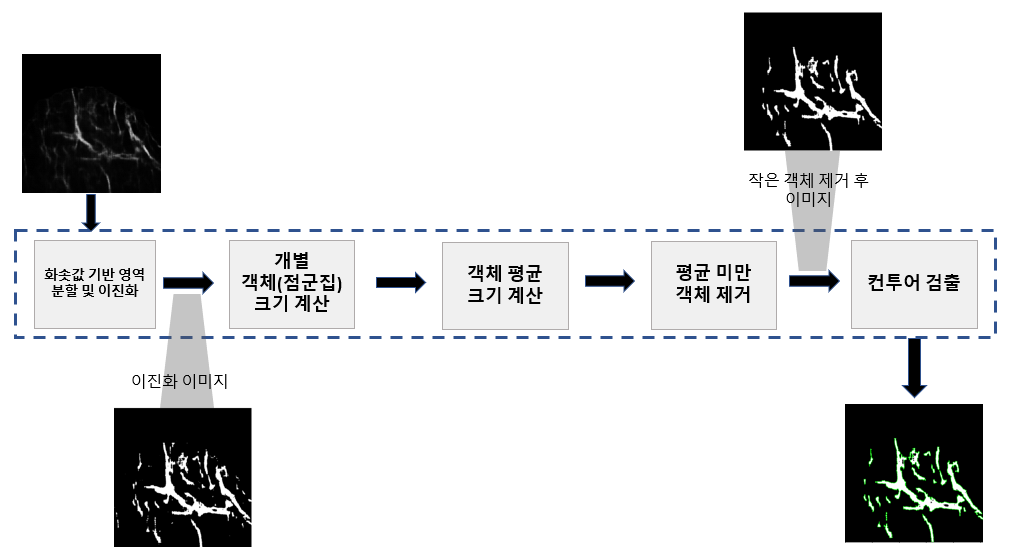 작은 객체 제거 후
이미지
화솟값 기반 영역
분할 및 이진화
개별
객체(점군집)
크기 계산
객체 평균
크기 계산
평균 미만
객체 제거
컨투어 검출
이진화 이미지